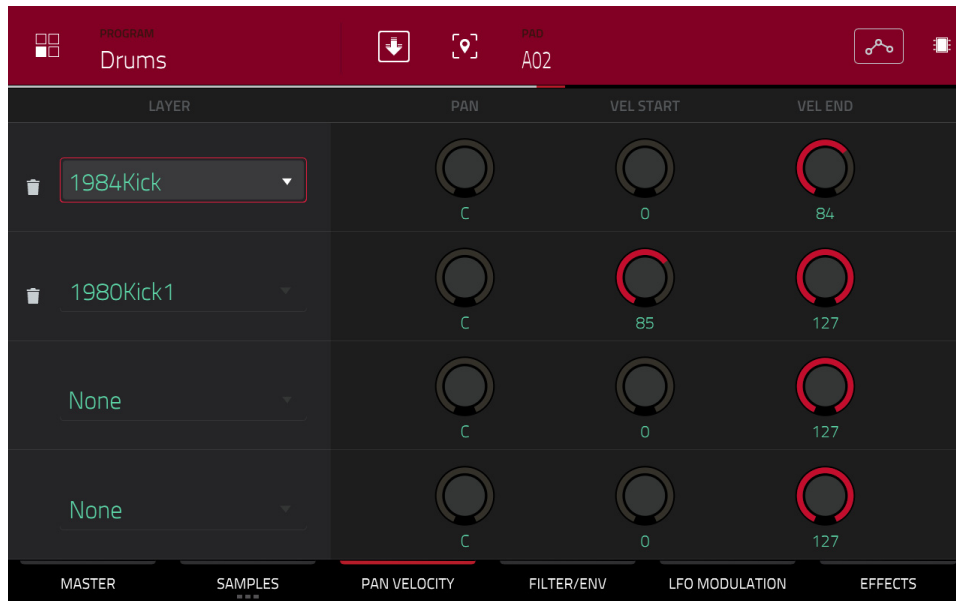 PROGRAM
Drums
PAD
A02
LAYER PAN VEL START VEL END
1984Kick
C 0 84
1980Kick1
C 85 127
None
C 0 127
None
C 0 127
MASTER SAMPLES PAN VELOCITY FILTER/ENV LFO MODULATION EFFECTS